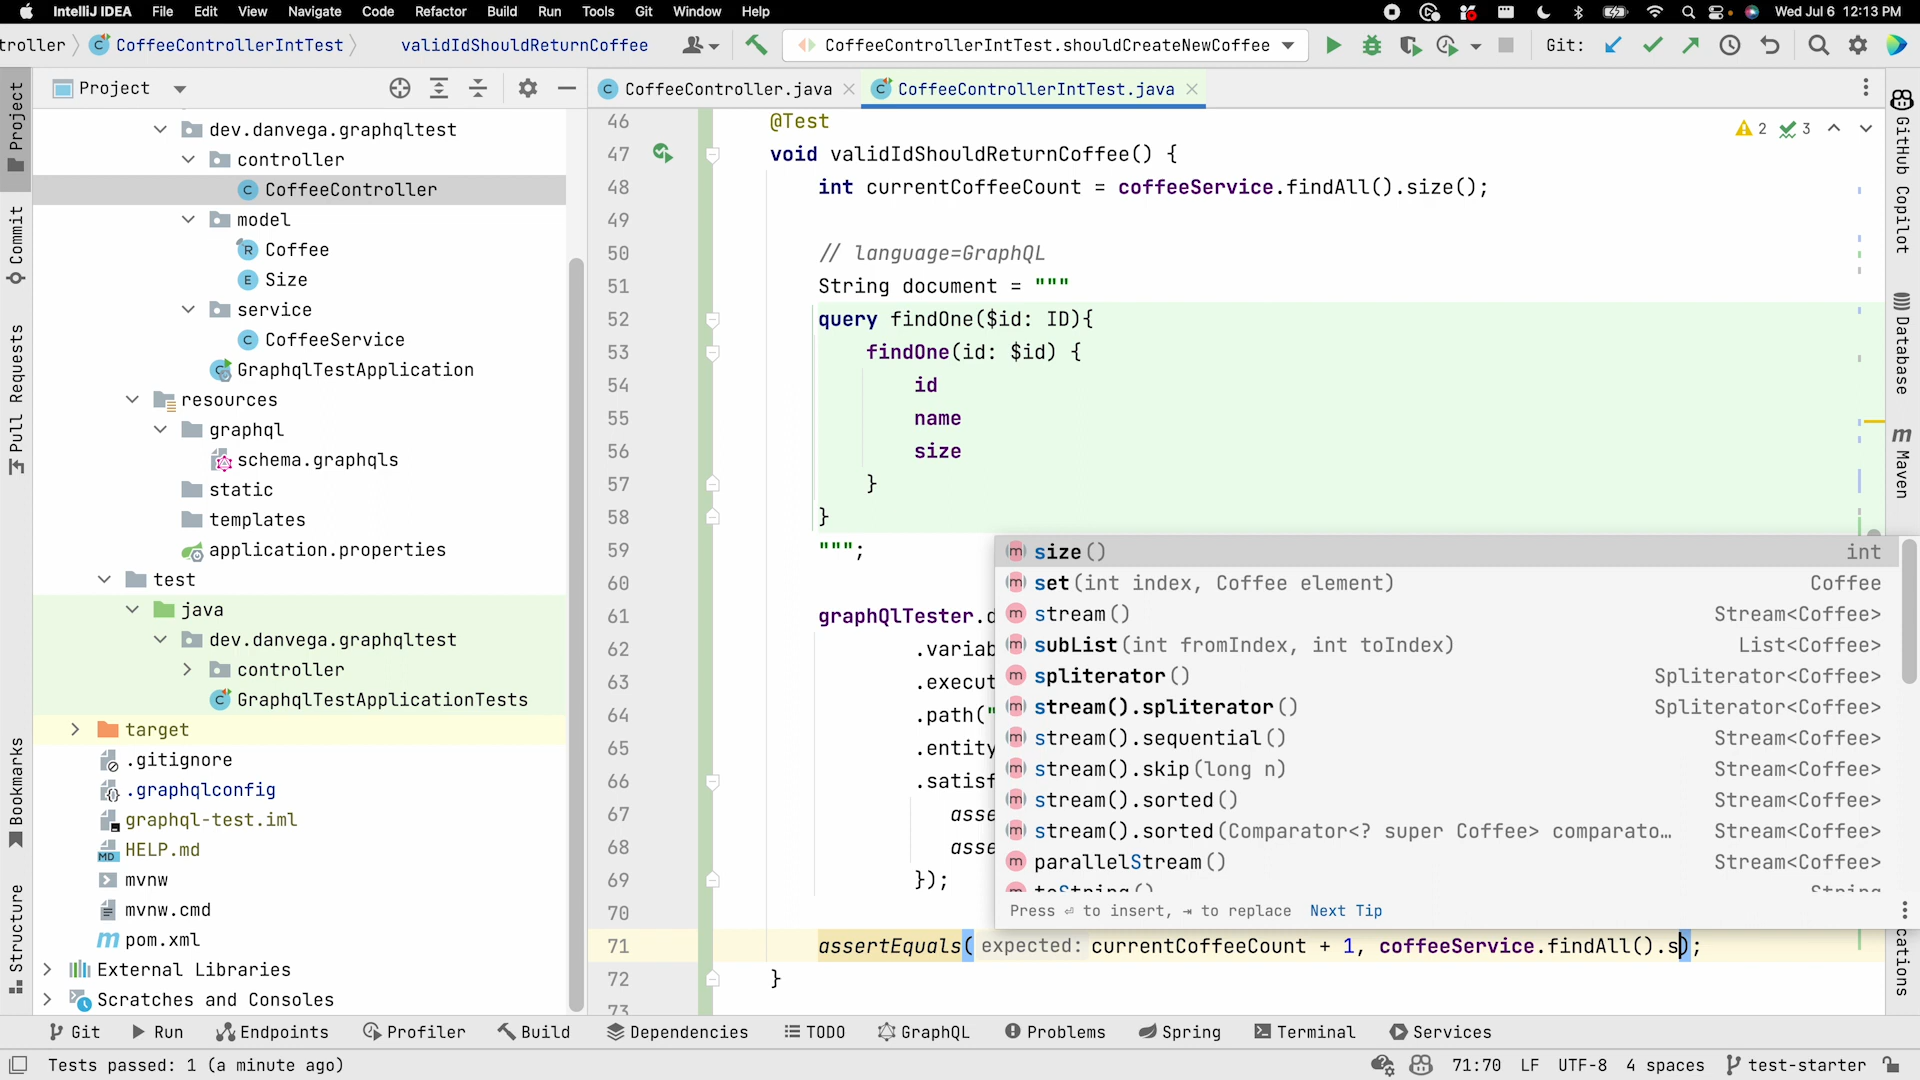 IntelliJ IDEA File Edit View Navigate Code Refactor Build Run Tools Git Window Help Wed Jul 6 12:13 PM
troller CoffeeControllerIntTest validIdShouldReturnCoffee CoffeeControllerIntTest.shouldCreateNewCoffee Git:
Project CoffeeController.java CoffeeControllerIntTest.java
Project
Commit
Pull Requests
Bookmarks
Structure
dev.danvega.graphqltest
controller
CoffeeController
model
Coffee
Size
service
CoffeeService
GraphqlTestApplication
resources
graphql
schema.graphqls
static
templates
application.properties
test
java
dev.danvega.graphqltest
controller
GraphqlTestApplicationTests
target
.gitignore
.graphqlconfig
graphql-test.iml
HELP.md
mvnw
mvnw.cmd
pom.xml
External Libraries
Scratches and Consoles
2 3
46 @Test
47 void validIdShouldReturnCoffee() {
48 int currentCoffeeCount = coffeeService.findAll().size();
49
50 // language=GraphQL
51 String document = """
52 query findOne($id: ID){
53 findOne(id: $id) {
54 id
55 name
56 size
57 }
58 }
59 """;
60
61 graphQlTester.d
62 .variab
63 .execut
64 .path("
65 .entity
66 .satisf
67 asse
68 asse
69 });
70
71 assertEquals( expected: currentCoffeeCount + 1, coffeeService.findAll().s);
72 }
73
size() int
set(int index, Coffee element) Coffee
stream() Stream<Coffee>
subList(int fromIndex, int toIndex) List<Coffee>
spliterator() Spliterator<Coffee>
stream().spliterator() Spliterator<Coffee>
stream().sequential() Stream<Coffee>
stream().skip(long n) Stream<Coffee>
stream().sorted() Stream<Coffee>
stream().sorted(Comparator<? super Coffee> comparato… Stream<Coffee>
parallelStream() Stream<Coffee>
toString() String
Press ⏎ to insert, ⇥ to replace Next Tip
GitHub Copilot
Database
m Maven
cations
Git Run Endpoints Profiler Build Dependencies TODO GraphQL Problems Spring Terminal Services
Tests passed: 1 (a minute ago) 71:70 LF UTF-8 4 spaces test-starter